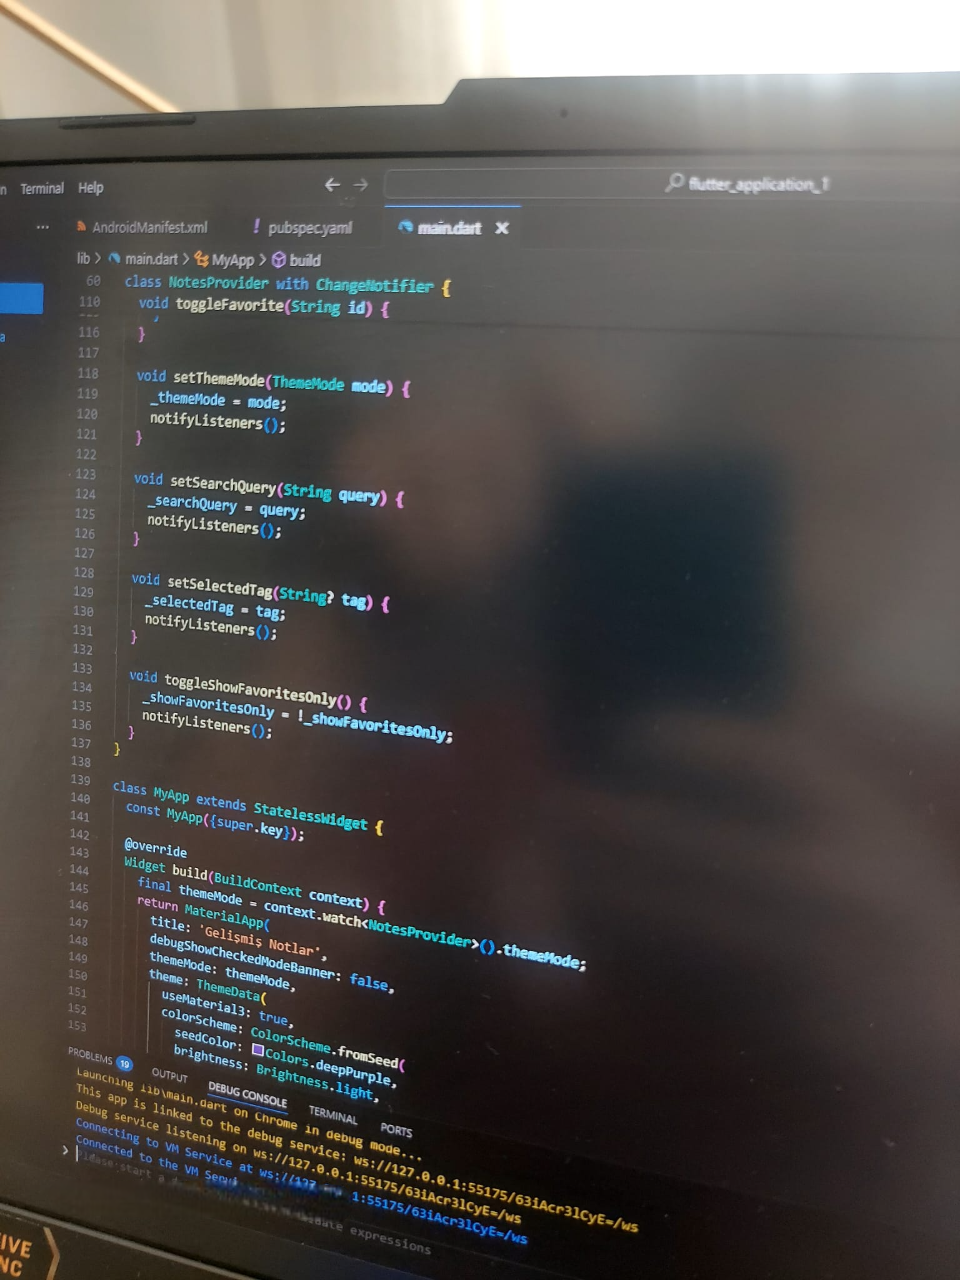 Terminal Help
flutter_application_1
AndroidManifest.xml
pubspec.yaml
main.dart
lib > main.dart > MyApp > build
60 class NotesProvider with ChangeNotifier {
110 void toggleFavorite(String id) {
116 }
117
118 void setThemeMode(ThemeMode mode) {
119 _themeMode = mode;
120 notifyListeners();
121 }
122
123 void setSearchQuery(String query) {
124 _searchQuery = query;
125 notifyListeners();
126 }
127
128 void setSelectedTag(String? tag) {
129 _selectedTag = tag;
130 notifyListeners();
131 }
132
133 void toggleShowFavoritesOnly() {
134 _showFavoritesOnly = !_showFavoritesOnly;
135 notifyListeners();
136 }
137 }
138
139 class MyApp extends StatelessWidget {
140 const MyApp({super.key});
141
142 @override
143 Widget build(BuildContext context) {
144 final themeMode = context.watch<NotesProvider>().themeMode;
145 return MaterialApp(
146 title: 'Gelişmiş Notlar',
147 debugShowCheckedModeBanner: false,
148 themeMode: themeMode,
149 theme: ThemeData(
150 useMaterial3: true,
151 colorScheme: ColorScheme.fromSeed(
152 seedColor: Colors.deepPurple,
153 brightness: Brightness.light,
PROBLEMS 19 OUTPUT DEBUG CONSOLE TERMINAL PORTS
Launching lib\main.dart on Chrome in debug mode...
This app is linked to the debug service: ws://127.0.0.1:55175/63iAcr3lCyE=/ws
Debug service listening on ws://127.0.0.1:55175/63iAcr3lCyE=/ws
Connecting to VM Service at ws://127. 1:55175/63iAcr3lCyE=/ws
Connected to the VM
expressions